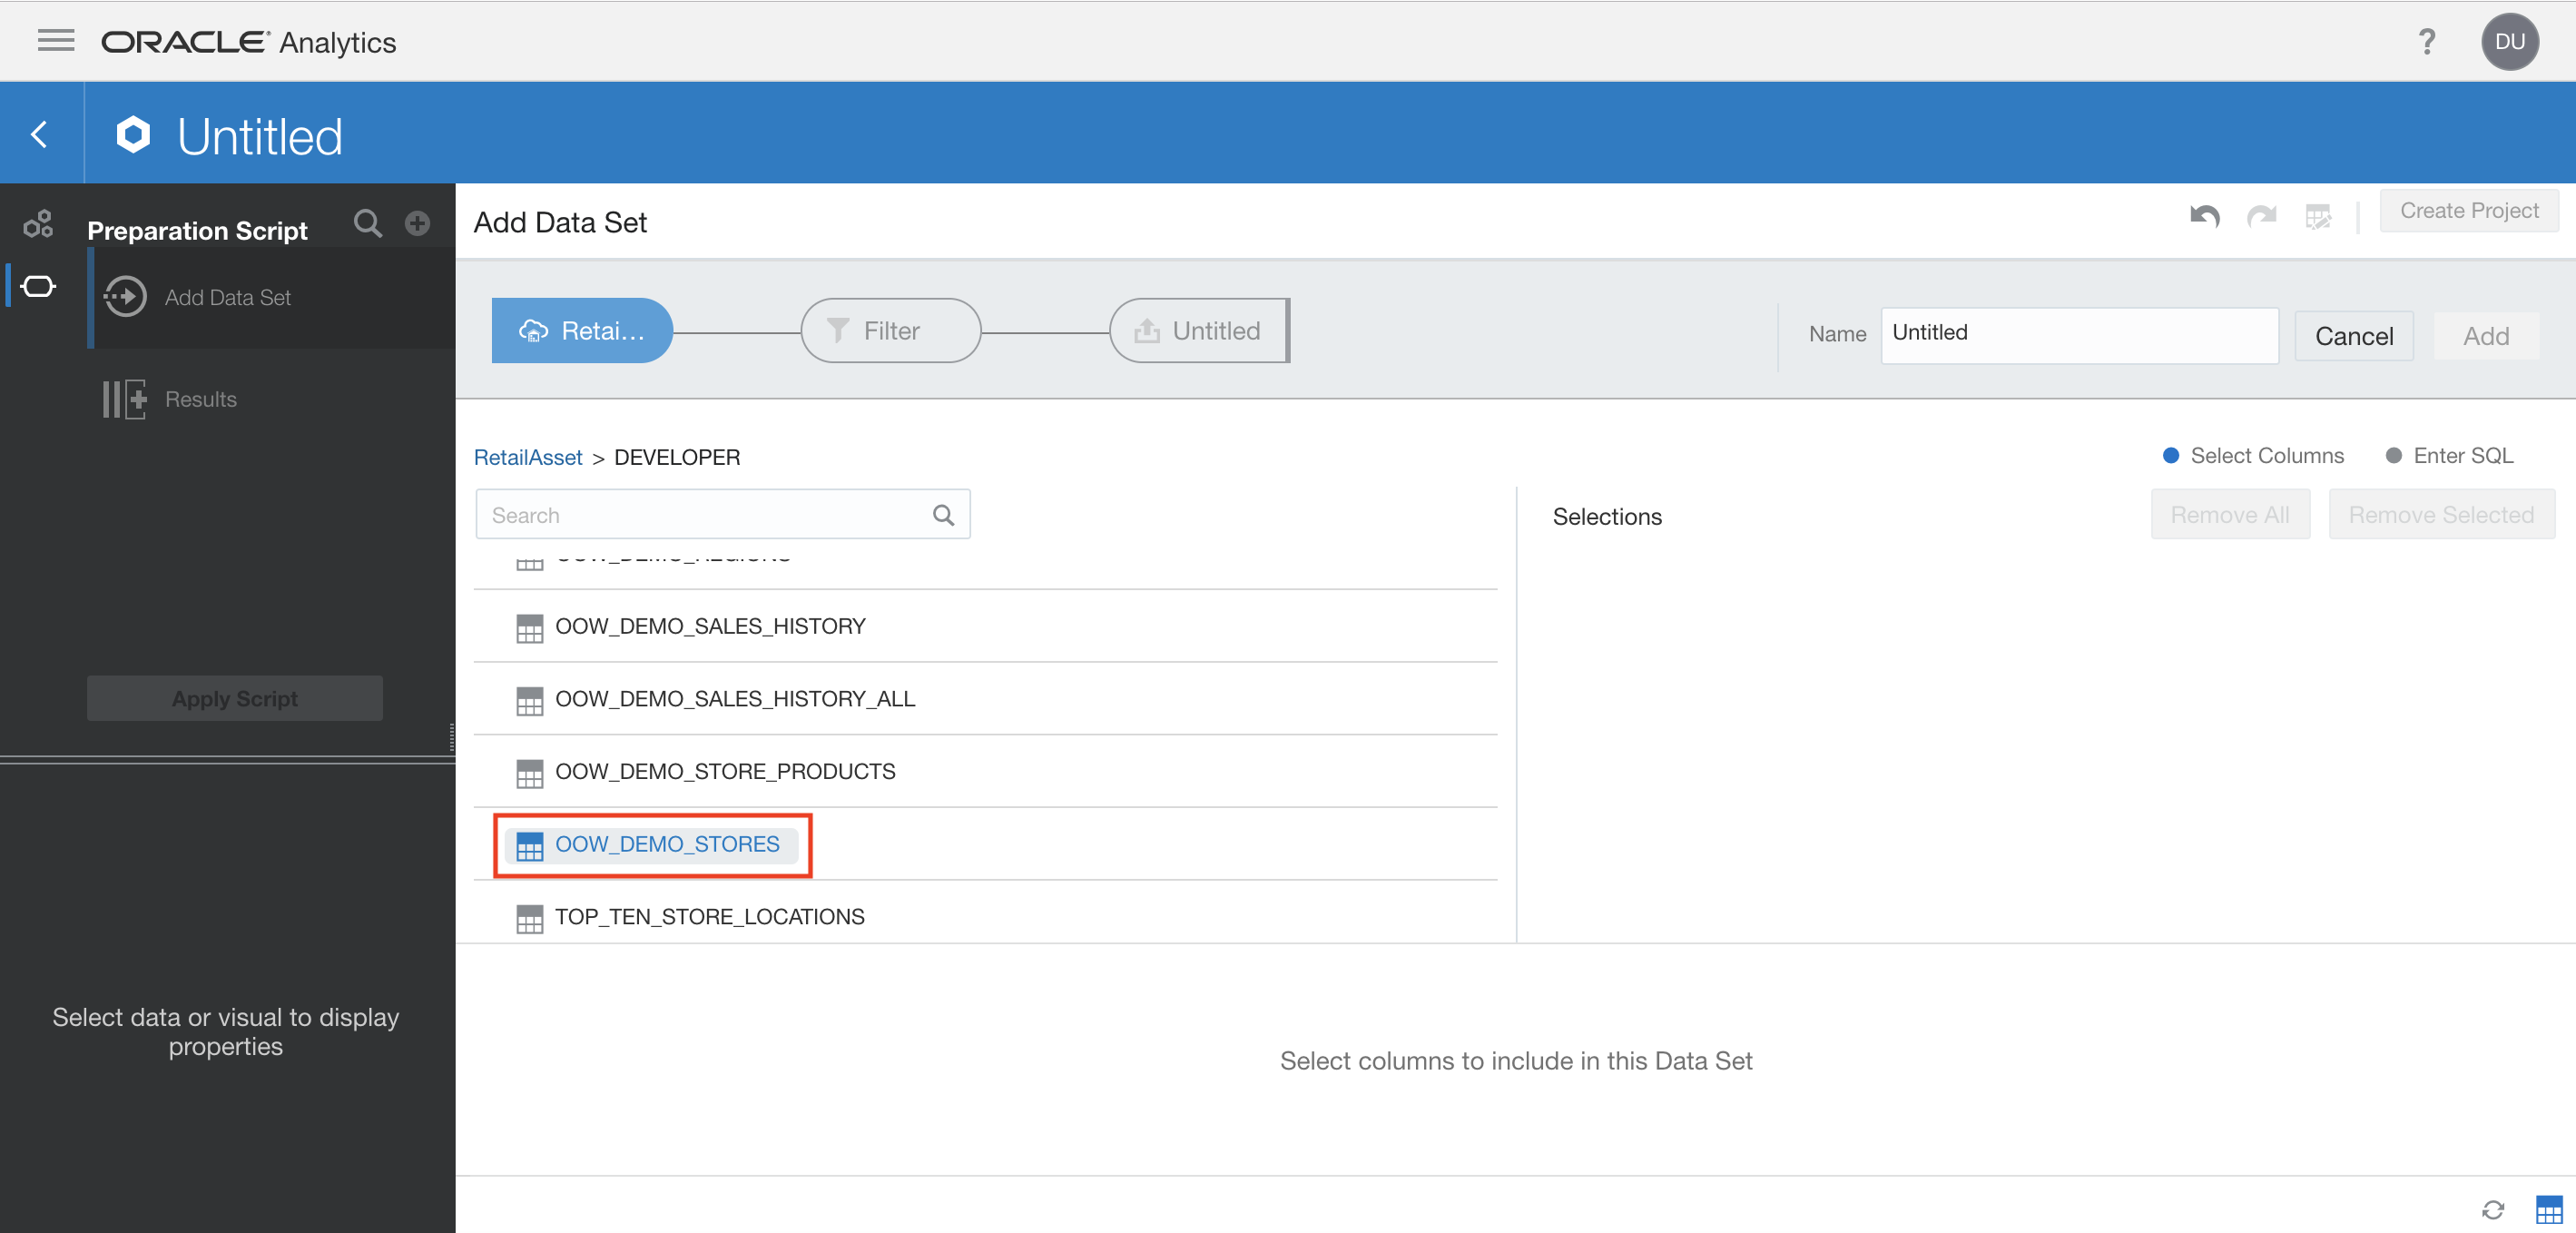 ORACLE Analytics
?
DU
Untitled
Preparation Script
Add Data Set
Create Project
Add Data Set
Results
Retai...
Filter
Untitled
Name
Untitled
Cancel
Add
RetailAsset > DEVELOPER
Select Columns
Enter SQL
Search
Selections
Remove All
Remove Selected
OOW_DEMO_REGIONS
OOW_DEMO_SALES_HISTORY
OOW_DEMO_SALES_HISTORY_ALL
OOW_DEMO_STORE_PRODUCTS
OOW_DEMO_STORES
TOP_TEN_STORE_LOCATIONS
Apply Script
Select data or visual to display
properties
Select columns to include in this Data Set